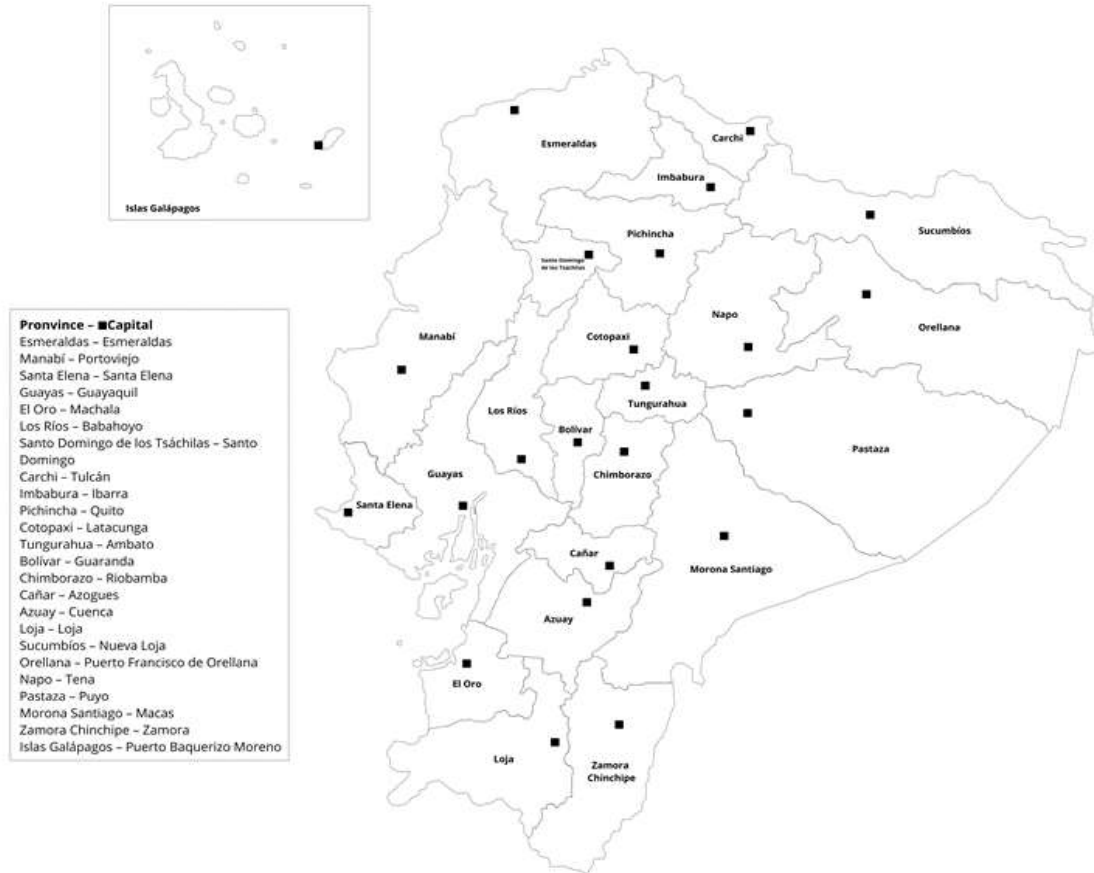 Islas Galápagos
Esmeraldas
Carchi
Imbabura
Sucumbíos
Pichincha
Santo Domingo
de los Tsáchilas
Napo
Orellana
Manabí
Cotopaxi
Tungurahua
Los Ríos
Bolívar
Pastaza
Chimborazo
Guayas
Santa Elena
Cañar
Morona Santiago
Azuay
El Oro
Loja
Zamora
Chinchipe
Pronvince – ■Capital
Esmeraldas – Esmeraldas
Manabí – Portoviejo
Santa Elena – Santa Elena
Guayas – Guayaquil
El Oro – Machala
Los Ríos – Babahoyo
Santo Domingo de los Tsáchilas – Santo
Domingo
Carchi – Tulcán
Imbabura – Ibarra
Pichincha – Quito
Cotopaxi – Latacunga
Tungurahua – Ambato
Bolívar – Guaranda
Chimborazo – Riobamba
Cañar – Azogues
Azuay – Cuenca
Loja – Loja
Sucumbíos – Nueva Loja
Orellana – Puerto Francisco de Orellana
Napo – Tena
Pastaza – Puyo
Morona Santiago – Macas
Zamora Chinchipe – Zamora
Islas Galápagos – Puerto Baquerizo Moreno